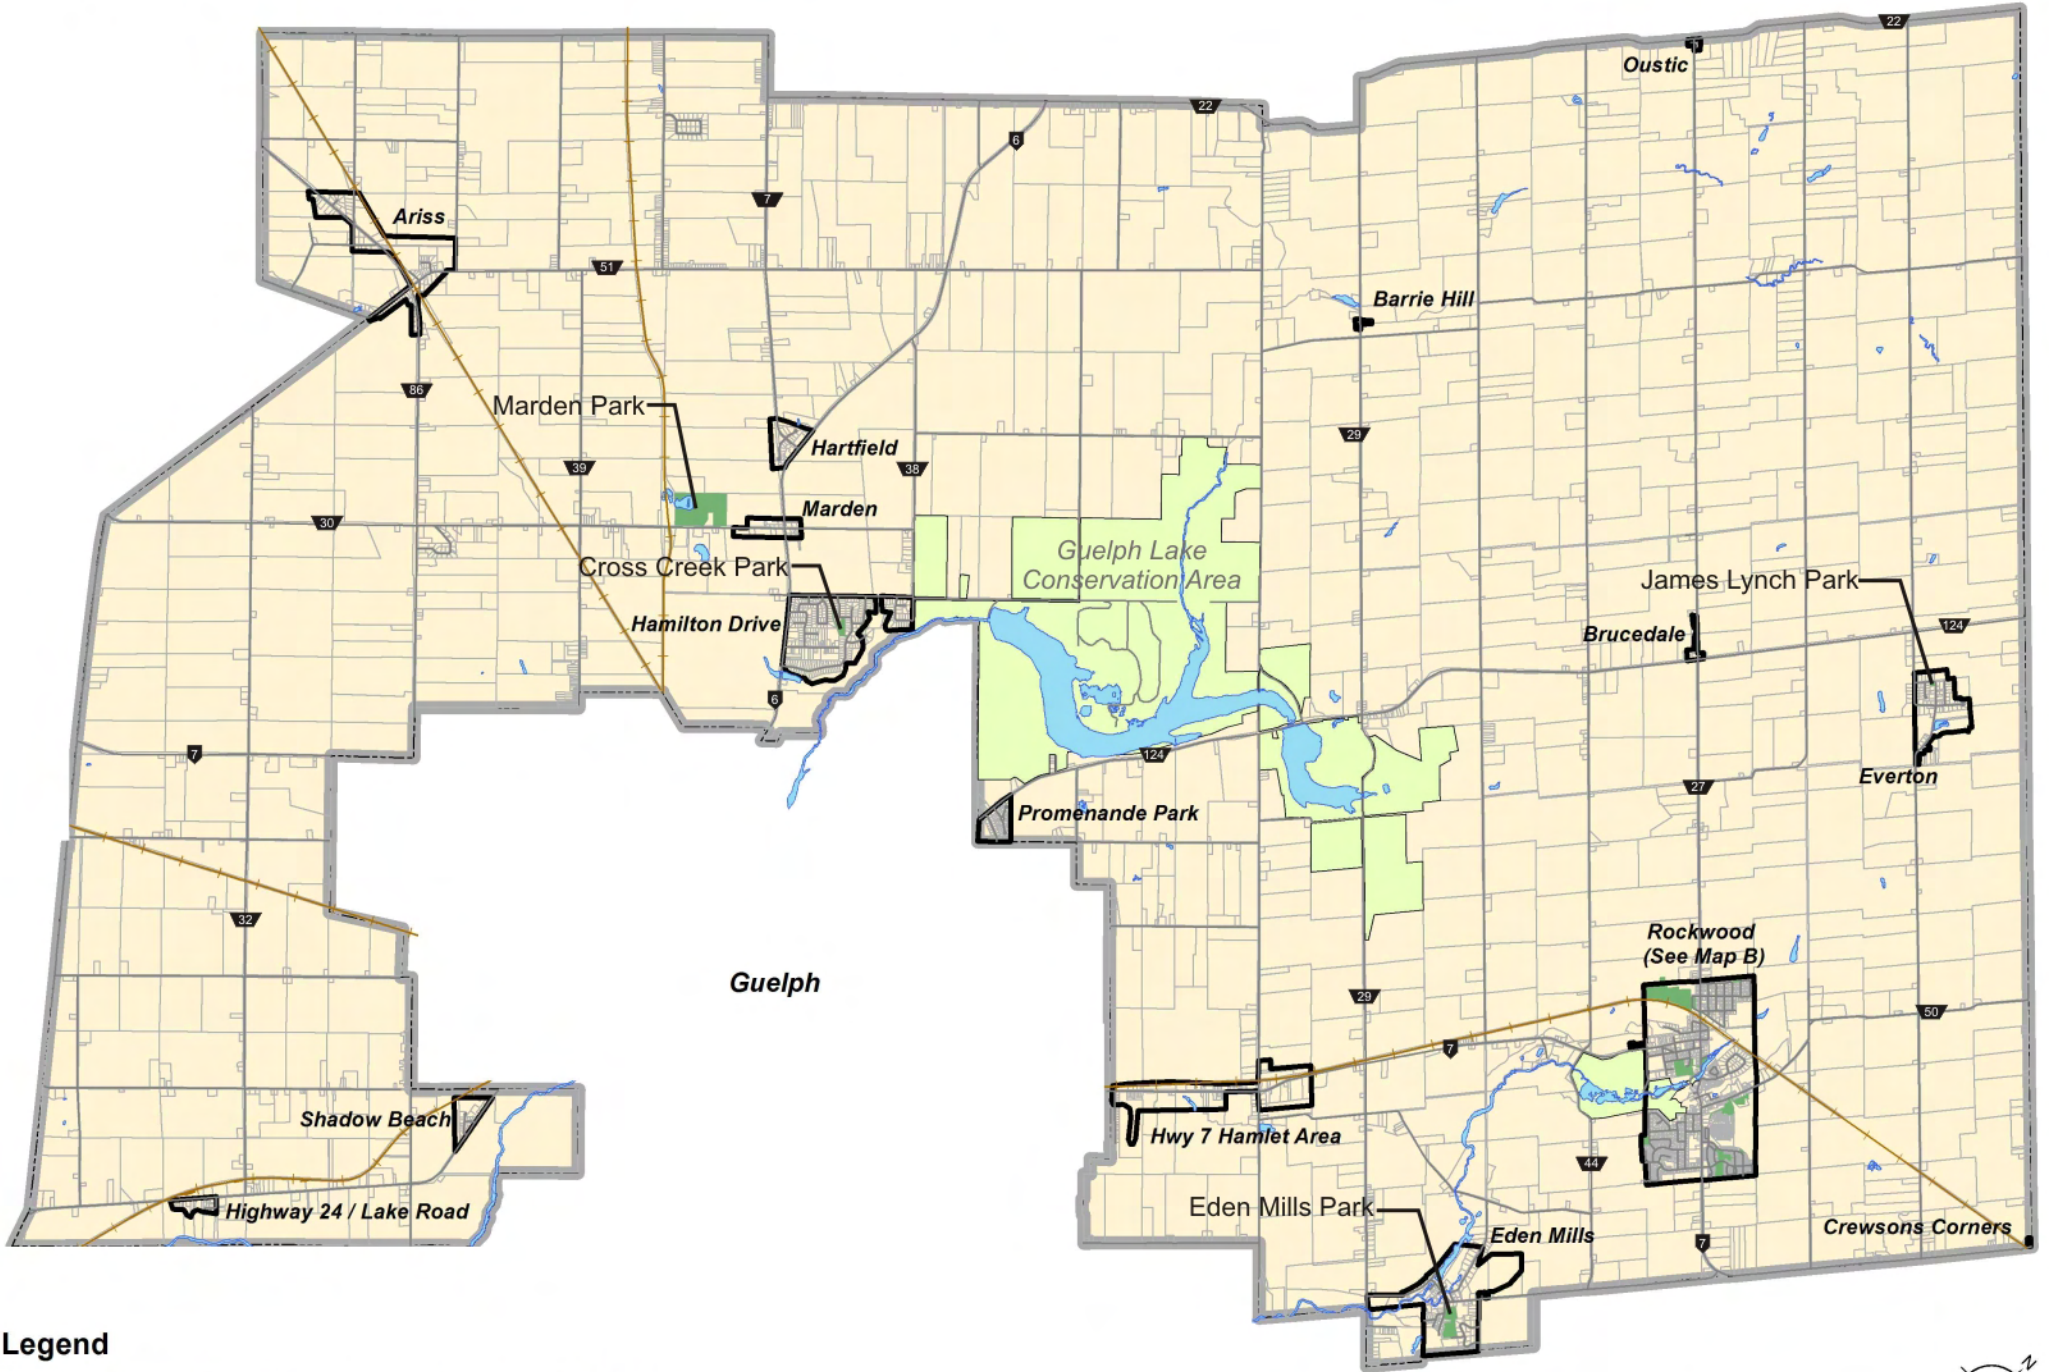 22
Oustic
22
6
7
Ariss
51
Barrie Hill
86
Marden Park
29
Hartfield
39
38
Marden
30
Guelph Lake
Conservation Area
Cross Creek Park
James Lynch Park
Hamilton Drive
Brucedale
124
6
7
124
Everton
27
Promenande Park
32
Rockwood
(See Map B)
Guelph
29
50
7
Shadow Beach
Hwy 7 Hamlet Area
44
Highway 24 / Lake Road
Eden Mills Park
Eden Mills
Crewsons Corners
7
Legend
N